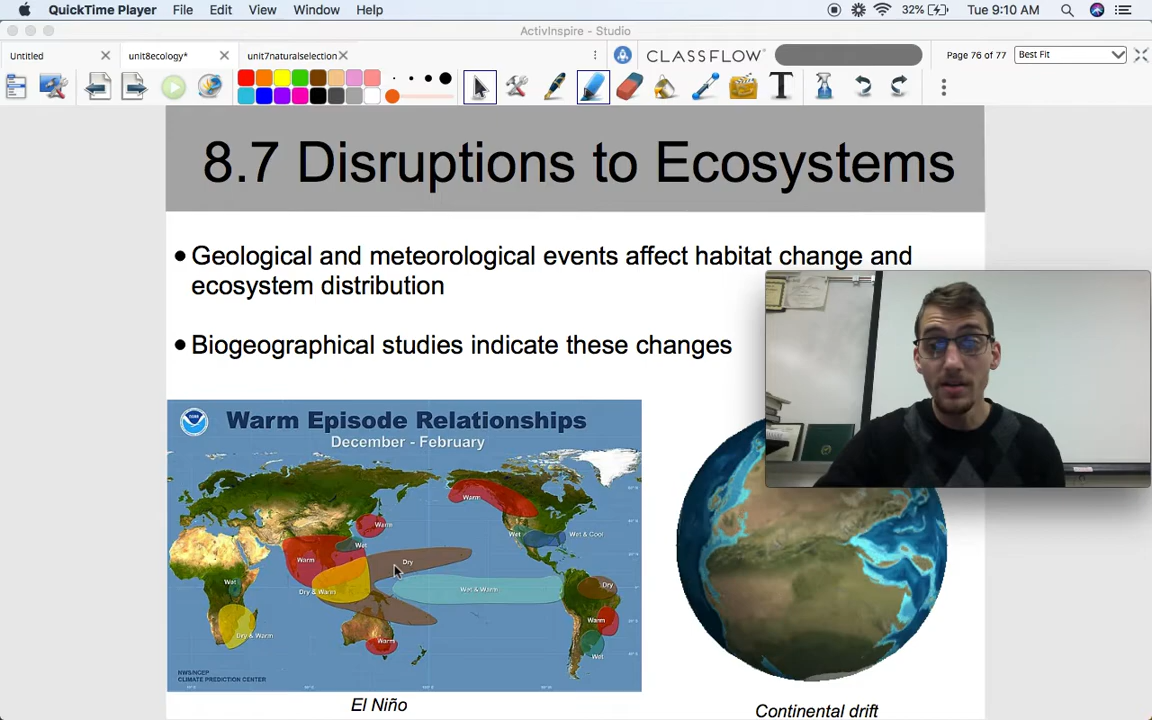 QuickTime Player File Edit View Window Help 32% Tue 9:10 AM
ActivInspire - Studio
Untitled unit8ecology* unit7naturalselection CLASSFLOW Page 76 of 77 Best Fit
8.7 Disruptions to Ecosystems
• Geological and meteorological events affect habitat change and
ecosystem distribution
• Biogeographical studies indicate these changes
Warm Episode Relationships
December - February
Warm
Warm
Wet
Wet & Cool
Wet
Warm
Dry
Wet
Dry & Warm
Wet & Warm
Dry
Dry & Warm
Warm
Warm
Wet
NWS/NCEP
CLIMATE PREDICTION CENTER
El Niño
Continental drift